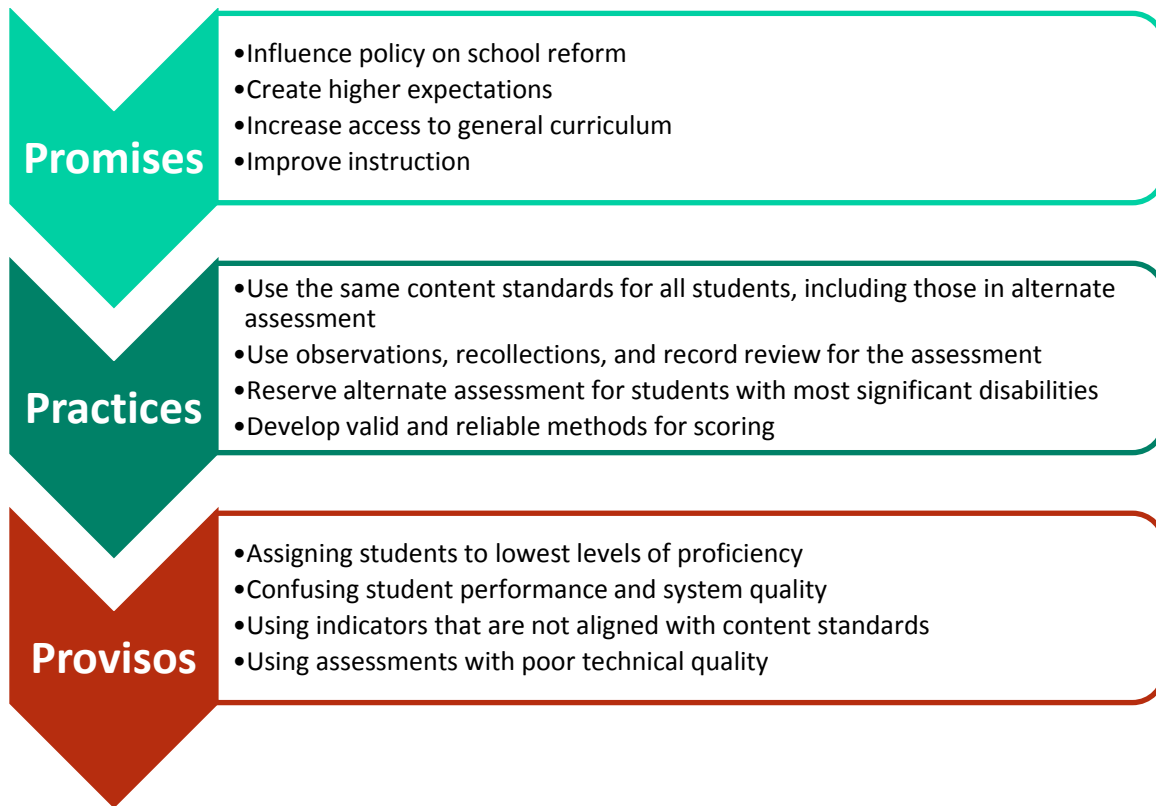 Promises
•Influence policy on school reform
•Create higher expectations
•Increase access to general curriculum
•Improve instruction
Practices
•Use the same content standards for all students, including those in alternate
assessment
•Use observations, recollections, and record review for the assessment
•Reserve alternate assessment for students with most significant disabilities
•Develop valid and reliable methods for scoring
Provisos
•Assigning students to lowest levels of proficiency
•Confusing student performance and system quality
•Using indicators that are not aligned with content standards
•Using assessments with poor technical quality